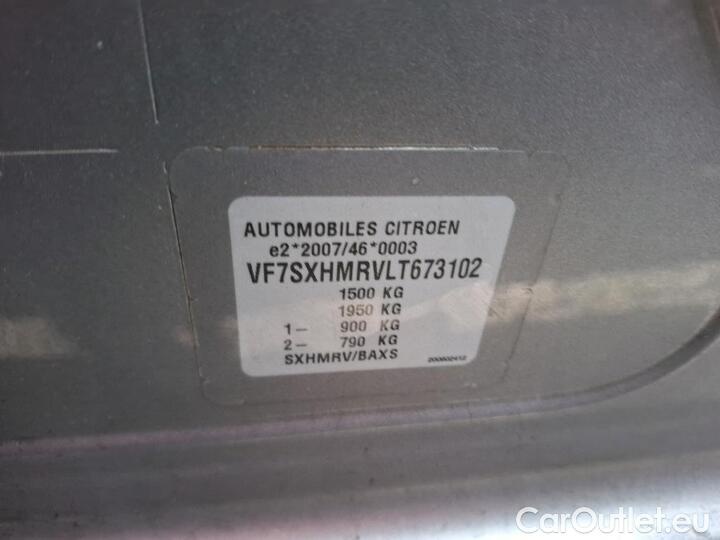 AUTOMOBILES CITROEN
e2*2007/46*0003
VF7SXHMRVLT673102
1500 KG
1950 KG
1- 900 KG
2- 790 KG
SXHMRV/BAXS 200602412
CarOutlet.eu